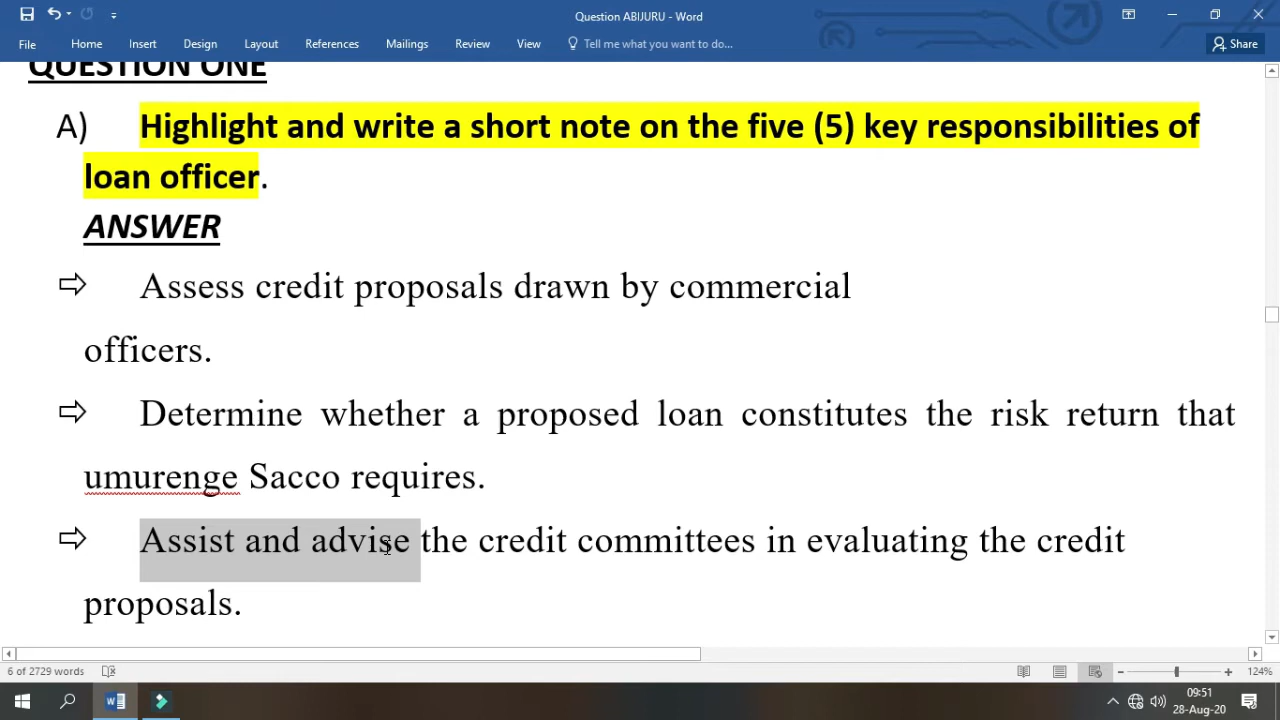 Question ABIJURU - Word
File Home Insert Design Layout References Mailings Review View Tell me what you want to do... Share
QUESTION ONE
A) Highlight and write a short note on the five (5) key responsibilities of
loan officer.
ANSWER
⇨ Assess credit proposals drawn by commercial
officers.
⇨ Determine whether a proposed loan constitutes the risk return that
umurenge Sacco requires.
⇨ Assist and advise the credit committees in evaluating the credit
proposals.
6 of 2729 words 124%
09:51
28-Aug-20